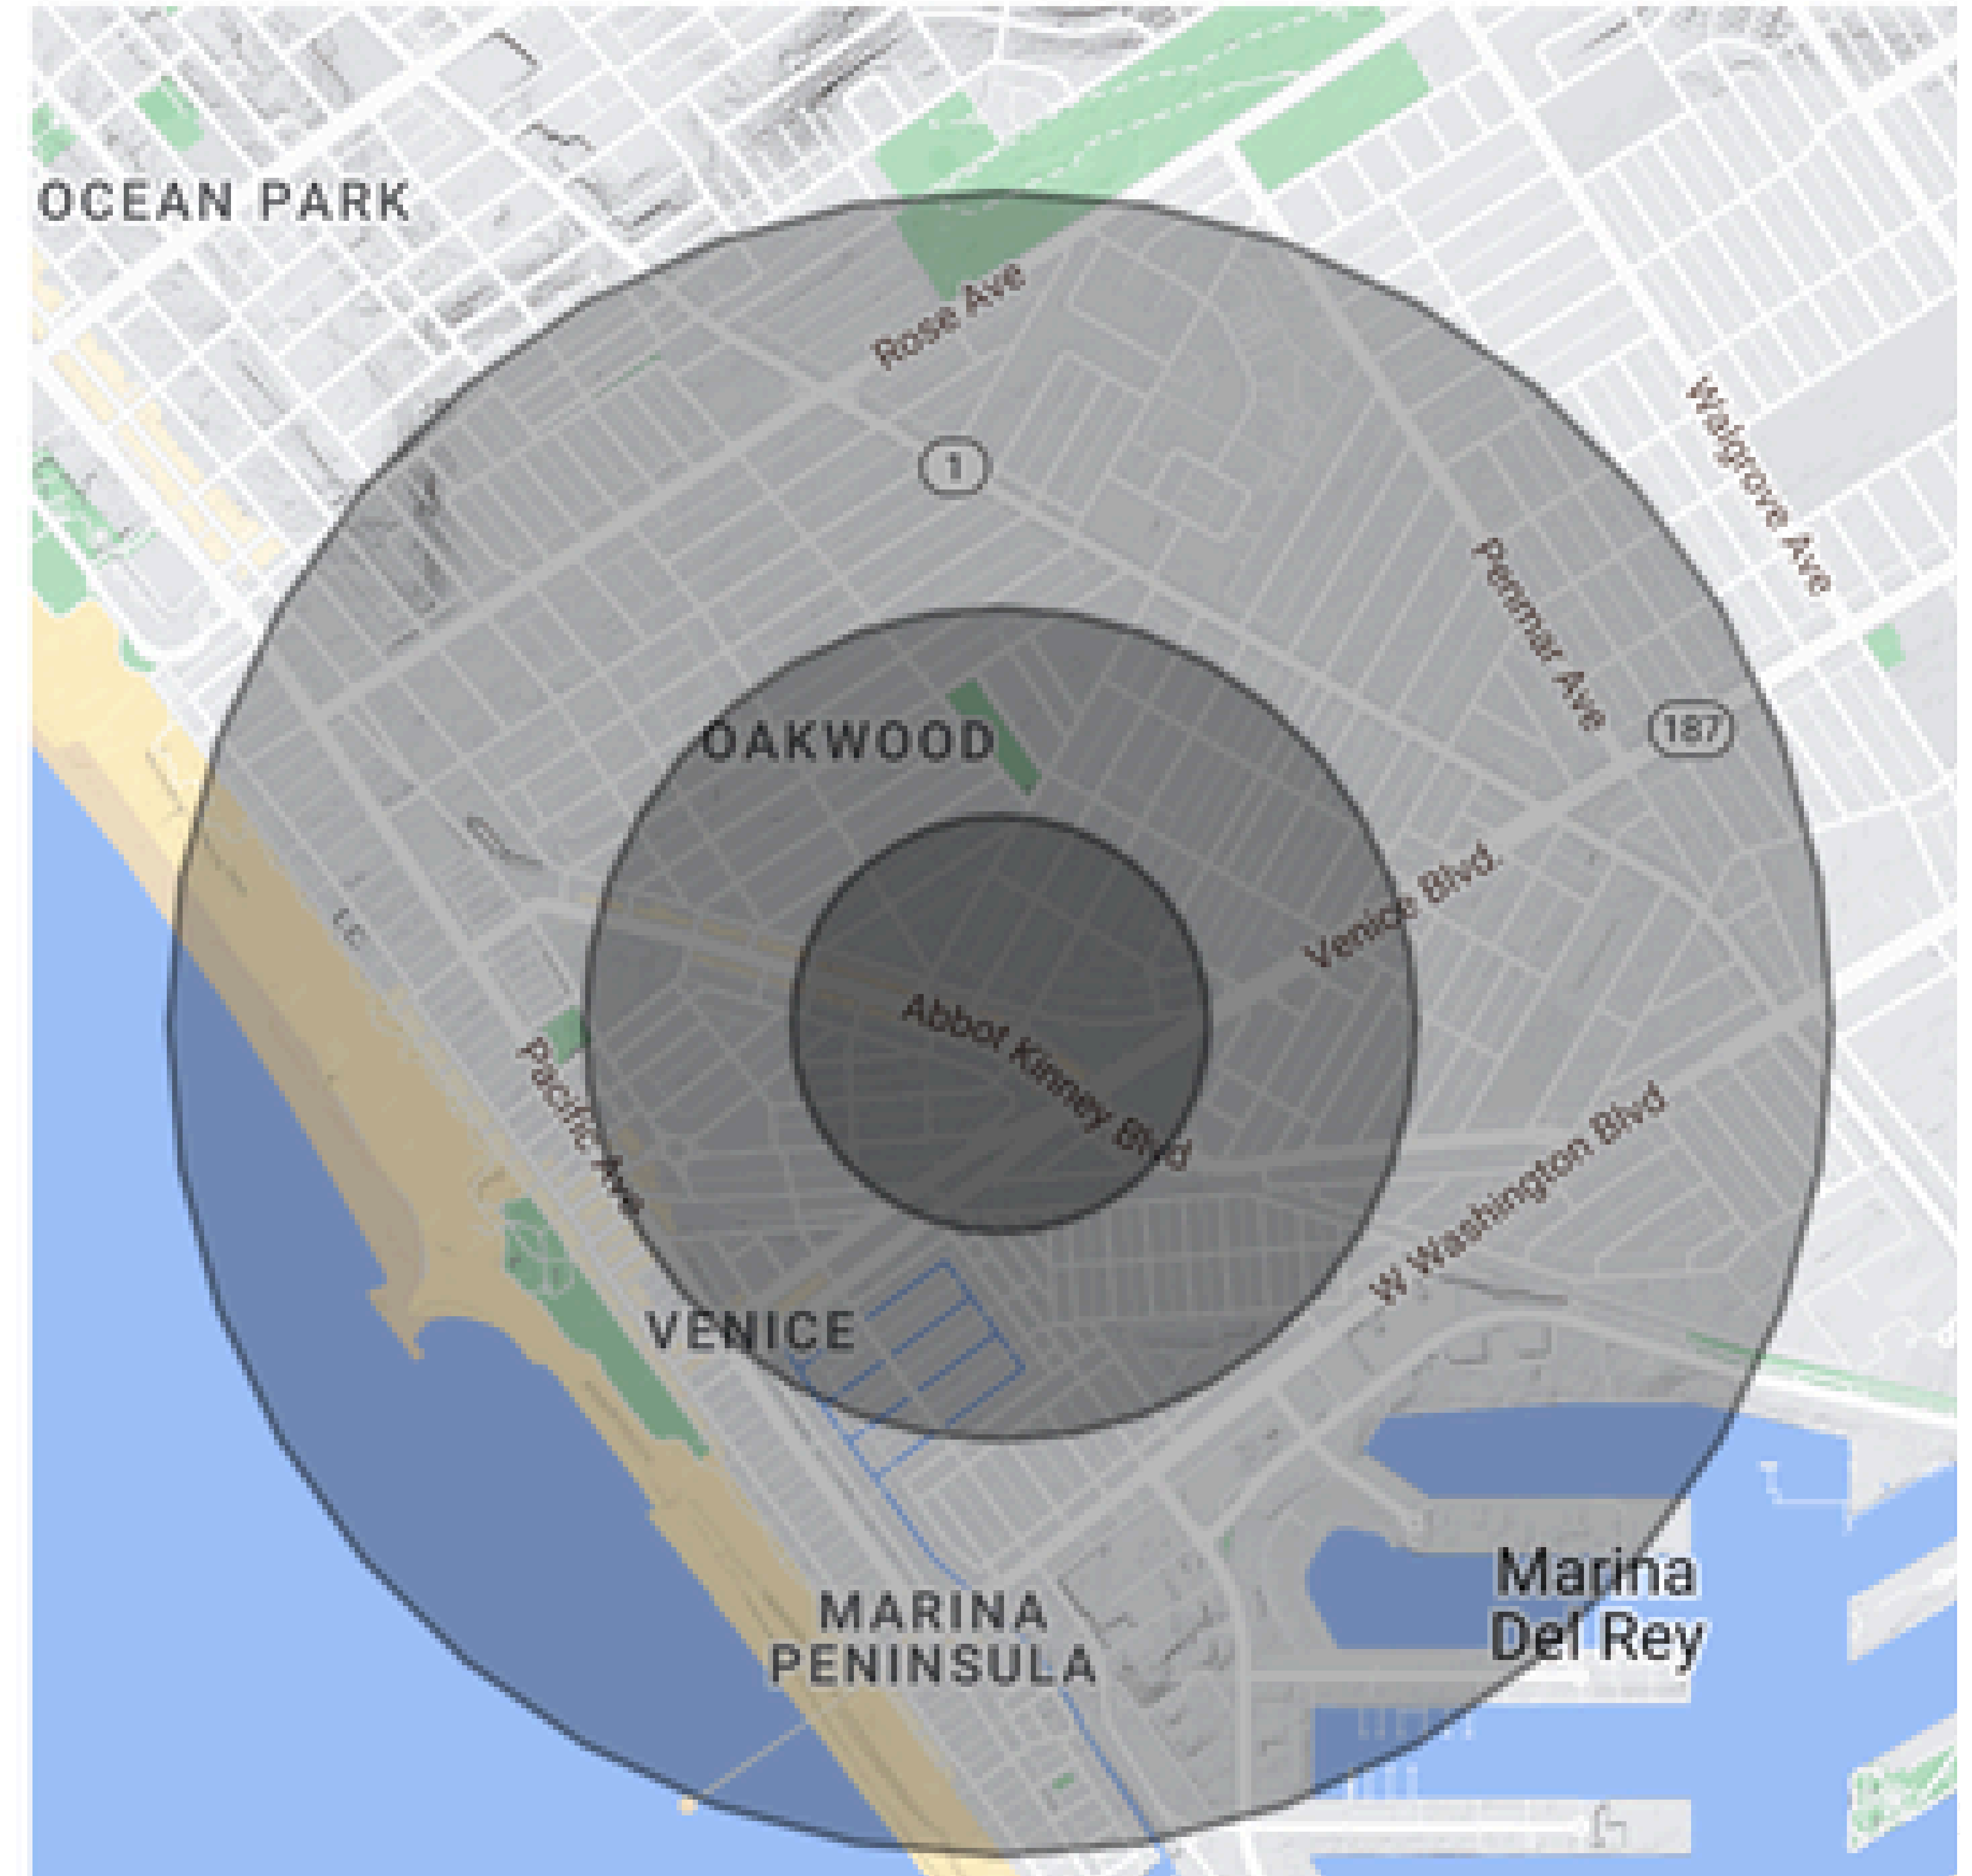 OCEAN PARK
Rose Ave
1
Walgrove Ave
Penmar Ave
187
OAKWOOD
Venice Blvd.
Abbot Kinney Blvd
Pacific Ave
W Washington Blvd
VENICE
Marina
Del Rey
MARINA
PENINSULA